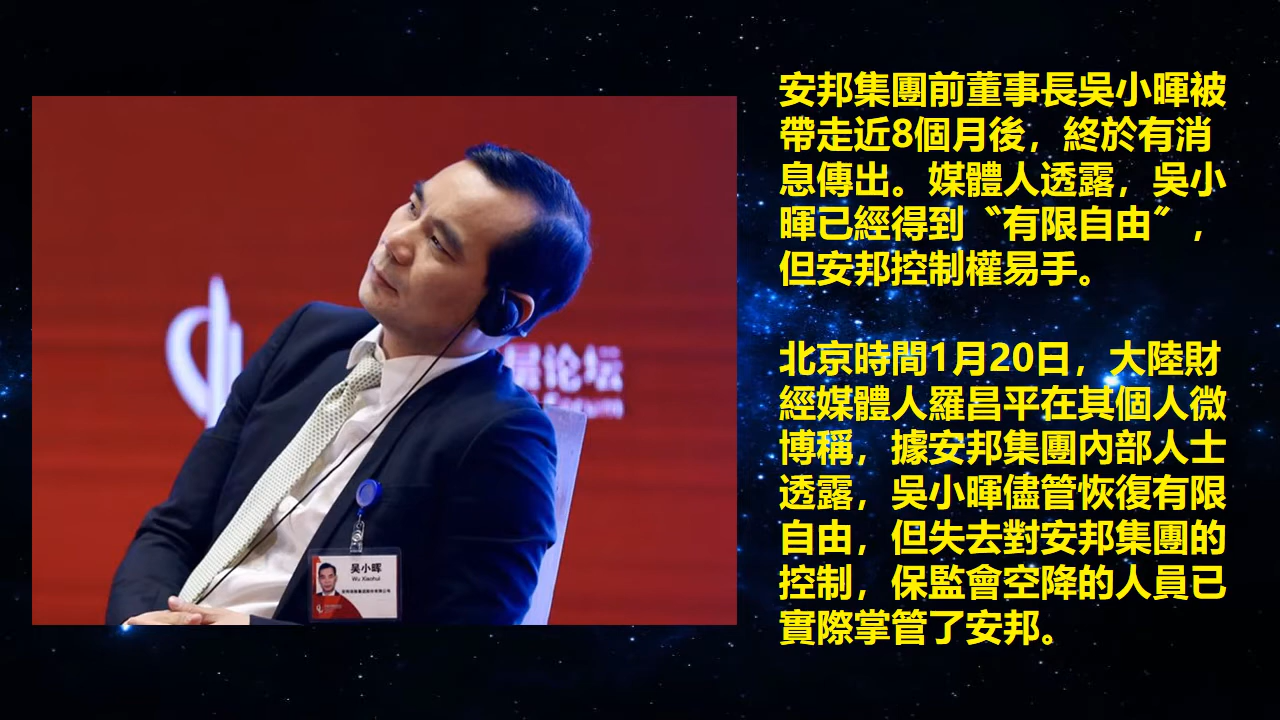 安邦集團前董事長吳小暉被
帶走近8個月後，終於有消
息傳出。媒體人透露，吳小
暉已經得到〝有限自由〞，
但安邦控制權易手。
北京時間1月20日，大陸財
經媒體人羅昌平在其個人微
博稱，據安邦集團內部人士
透露，吳小暉儘管恢復有限
自由，但失去對安邦集團的
控制，保監會空降的人員已
實際掌管了安邦。
层论坛
Forum
吴小晖
Wu Xiaohui